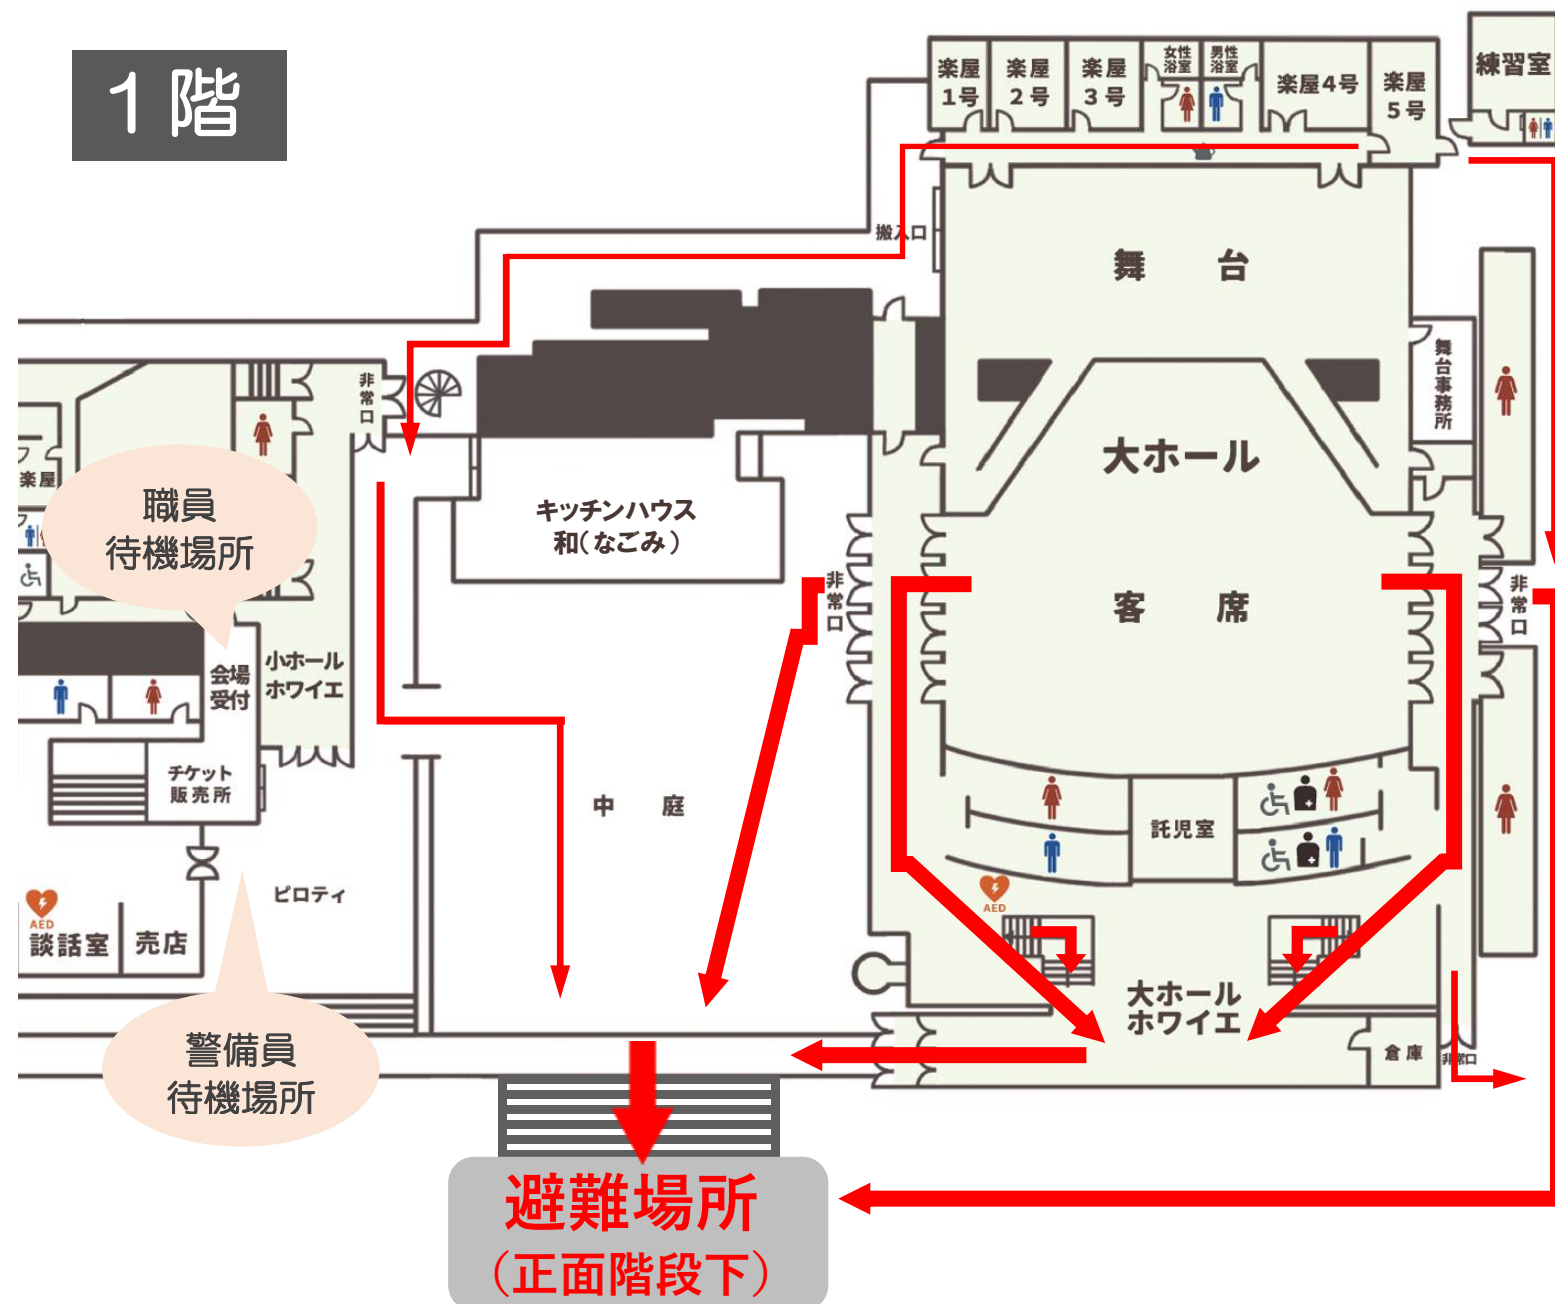 1階
楽屋
1号
楽屋
2号
楽屋
3号
女性
浴室
男性
浴室
楽屋4号
楽屋
5号
練習室
搬入口
舞台
舞台事務所
非常口
大ホール
楽屋
職員
待機場所
キッチンハウス
和(なごみ)
非常口
客席
非常口
会場
受付
小ホール
ホワイエ
チケット
販売所
中庭
託児室
ピロティ
AED
談話室
売店
AED
大ホール
ホワイエ
倉庫
非常口
警備員
待機場所
避難場所
(正面階段下)